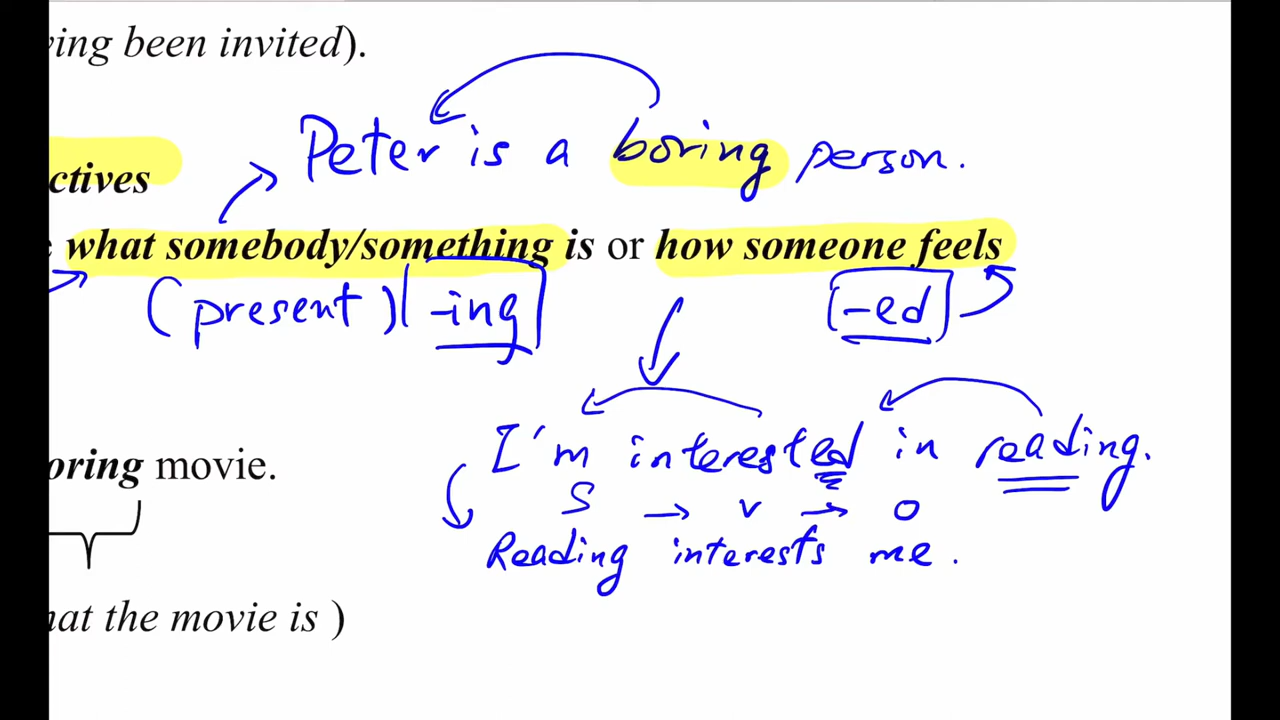 ving been invited).
Peter is a boring person.
ctives
e what somebody/something is or how someone feels
(present) -ing -ed
I'm interested in reading.
oring movie.
S → v → o
Reading interests me.
hat the movie is )